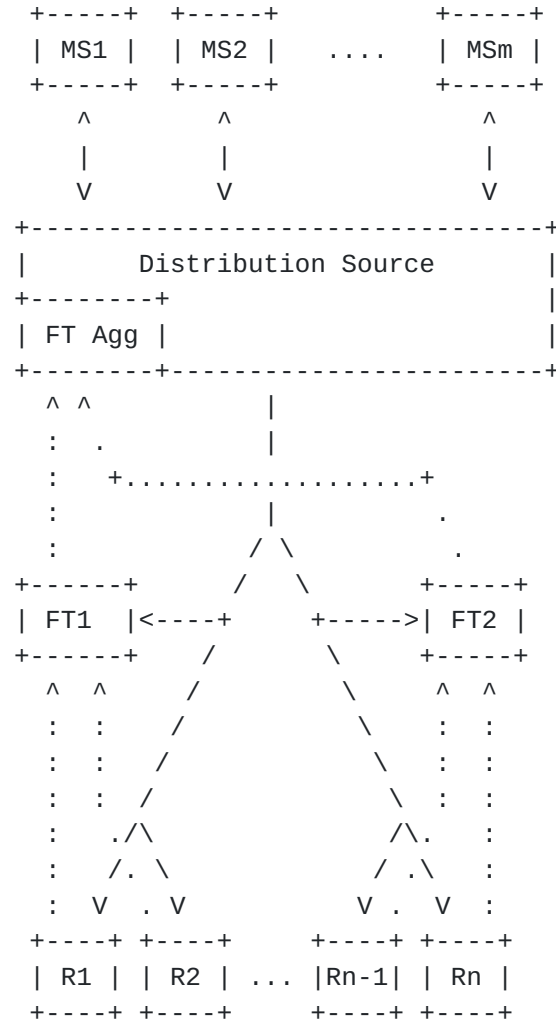 MS1 MS2 .... MSm
Distribution Source
FT Agg
FT1 FT2
R1 R2 ... Rn-1 Rn